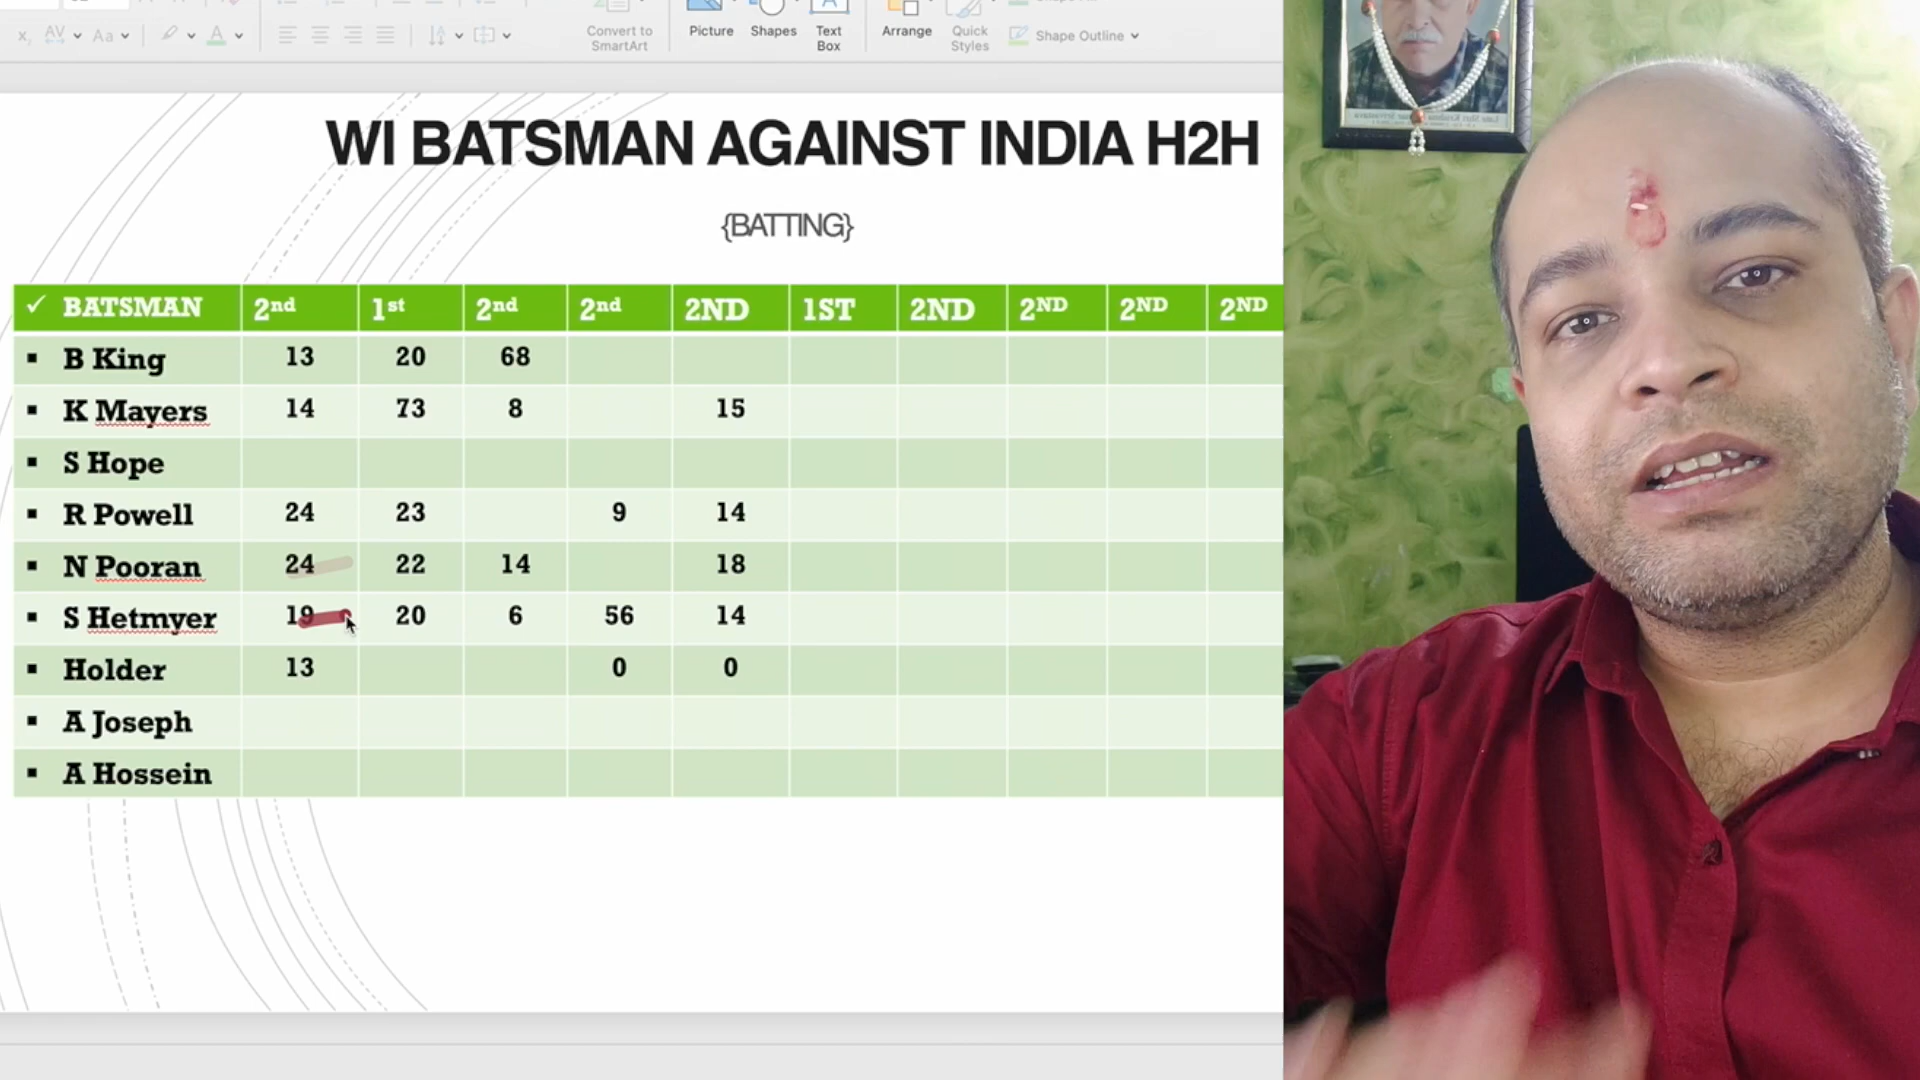 Convert to
SmartArt
Picture
Shapes
Text
Box
Arrange
Quick
Styles
Shape Outline
WI BATSMAN AGAINST INDIA H2H
{BATTING}
✓ BATSMAN 2nd 1st 2nd 2nd 2ND 1ST 2ND 2ND 2ND 2ND
▪ B King 13 20 68
▪ K Mayers 14 73 8 15
▪ S Hope
▪ R Powell 24 23 9 14
▪ N Pooran 24 22 14 18
▪ S Hetmyer 19 20 6 56 14
▪ Holder 13 0 0
▪ A Joseph
▪ A Hossein